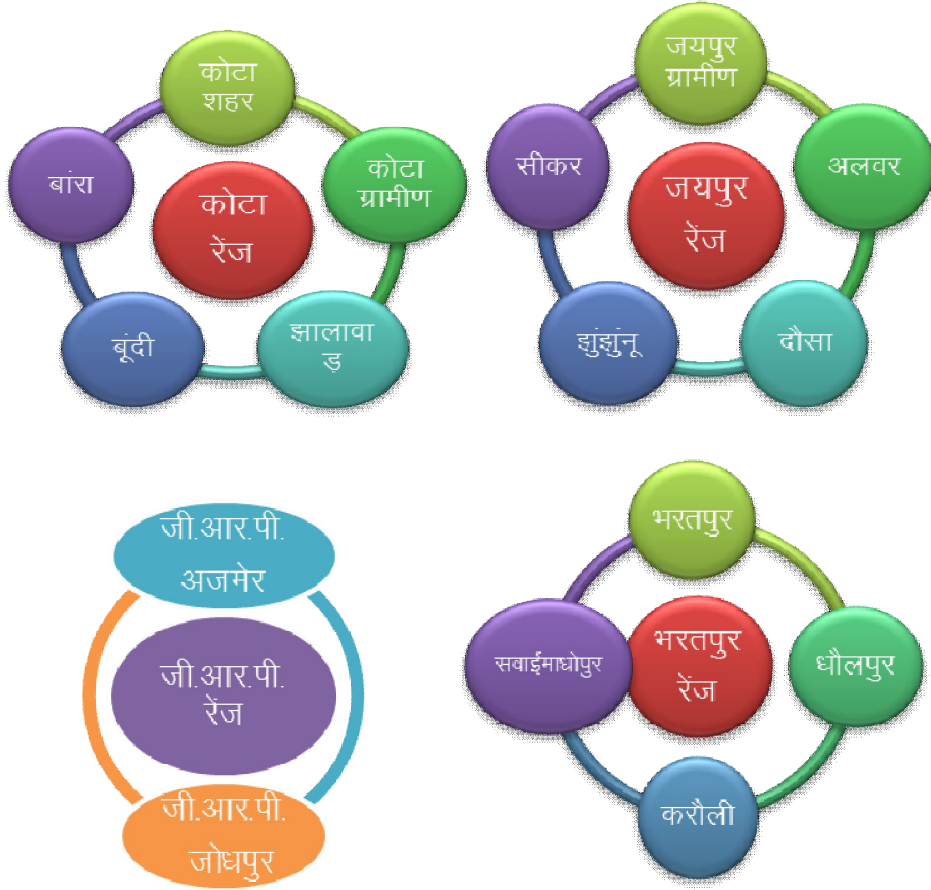 कोटा
शहर
कोटा
ग्रामीण
झालावा
ड़
बूंदी
बांरा
कोटा
रेंज
जयपुर
ग्रामीण
अलवर
दौसा
झुंझुंनू
सीकर
जयपुर
रेंज
जी.आर.पी.
अजमेर
जी.आर.पी.
रेंज
जी.आर.पी.
जोधपुर
भरतपुर
धौलपुर
करौली
सवाईमाधोपुर
भरतपुर
रेंज